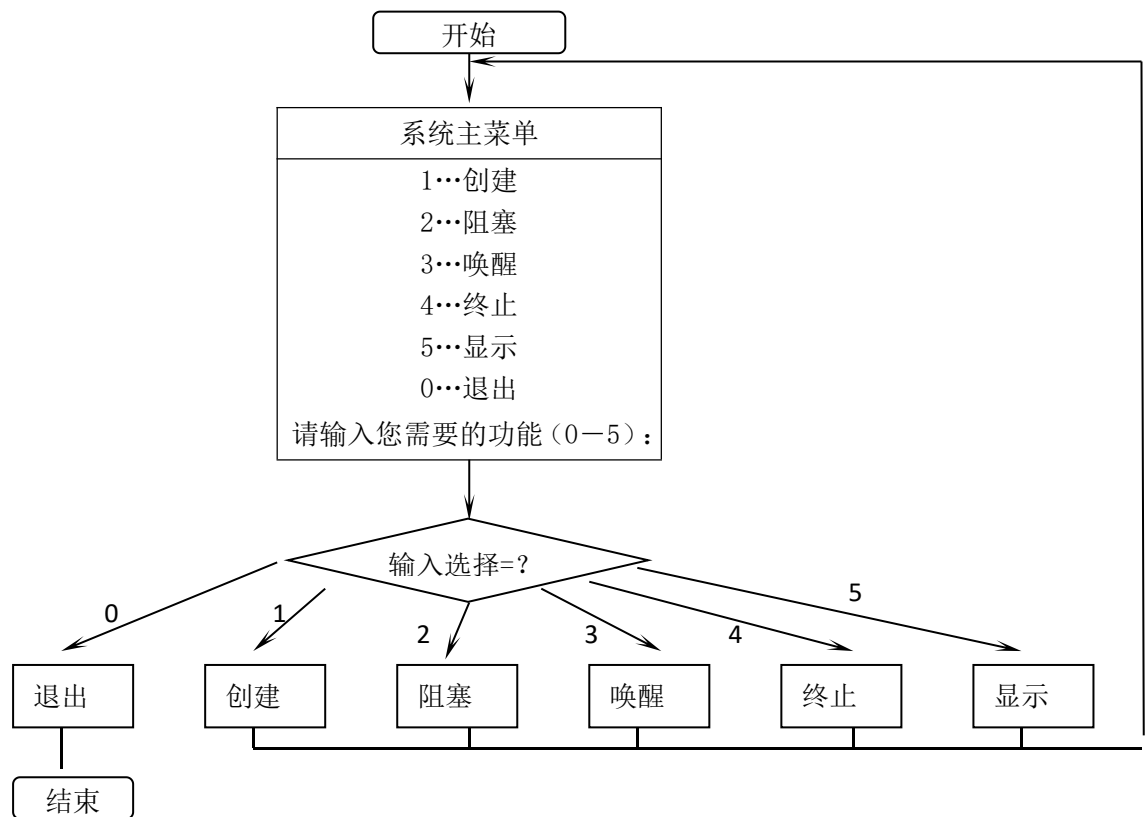 开始
系统主菜单
1…创建
2…阻塞
3…唤醒
4…终止
5…显示
0…退出
请输入您需要的功能(0－5):
输入选择=?
0
1
2
3
4
5
退出
创建
阻塞
唤醒
终止
显示
结束